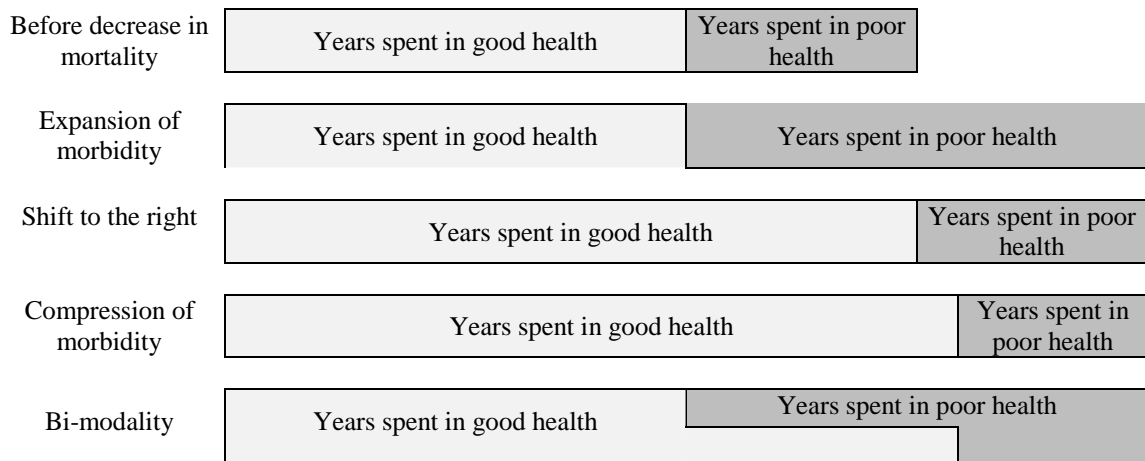 Before decrease in
mortality
Years spent in good health
Years spent in poor
health
Expansion of
morbidity
Years spent in good health
Years spent in poor health
Shift to the right
Years spent in good health
Years spent in poor
health
Compression of
morbidity
Years spent in good health
Years spent in
poor health
Bi-modality
Years spent in good health
Years spent in poor health